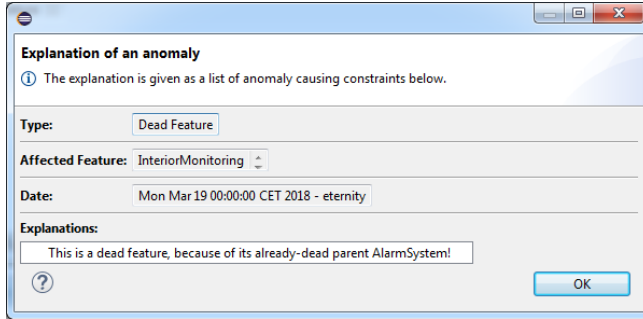 Explanation of an anomaly
The explanation is given as a list of anomaly causing constraints below.
Type: Dead Feature
Affected Feature: InteriorMonitoring
Date: Mon Mar 19 00:00:00 CET 2018 - eternity
Explanations:
This is a dead feature, because of its already-dead parent AlarmSystem!
OK